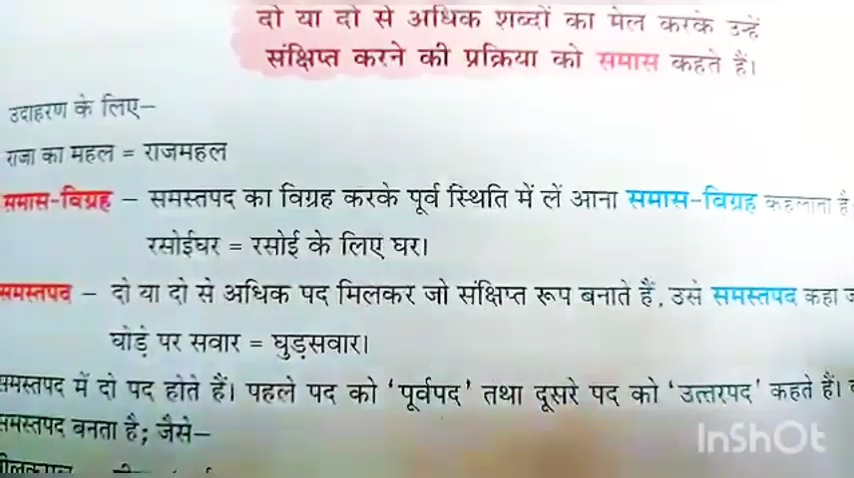 दो या दो से अधिक शब्दों का मेल करके उन्हें
संक्षिप्त करने की प्रक्रिया को समास कहते हैं।
उदाहरण के लिए–
राजा का महल = राजमहल
समास-विग्रह – समस्तपद का विग्रह करके पूर्व स्थिति में लें आना समास-विग्रह कहलाता है
रसोईघर = रसोई के लिए घर।
समस्तपद – दो या दो से अधिक पद मिलकर जो संक्षिप्त रूप बनाते हैं, उसे समस्तपद कहा
घोड़े पर सवार = घुड़सवार।
समस्तपद में दो पद होते हैं। पहले पद को 'पूर्वपद' तथा दूसरे पद को 'उत्तरपद' कहते हैं।
समस्तपद बनता है; जैसे–
InShOt